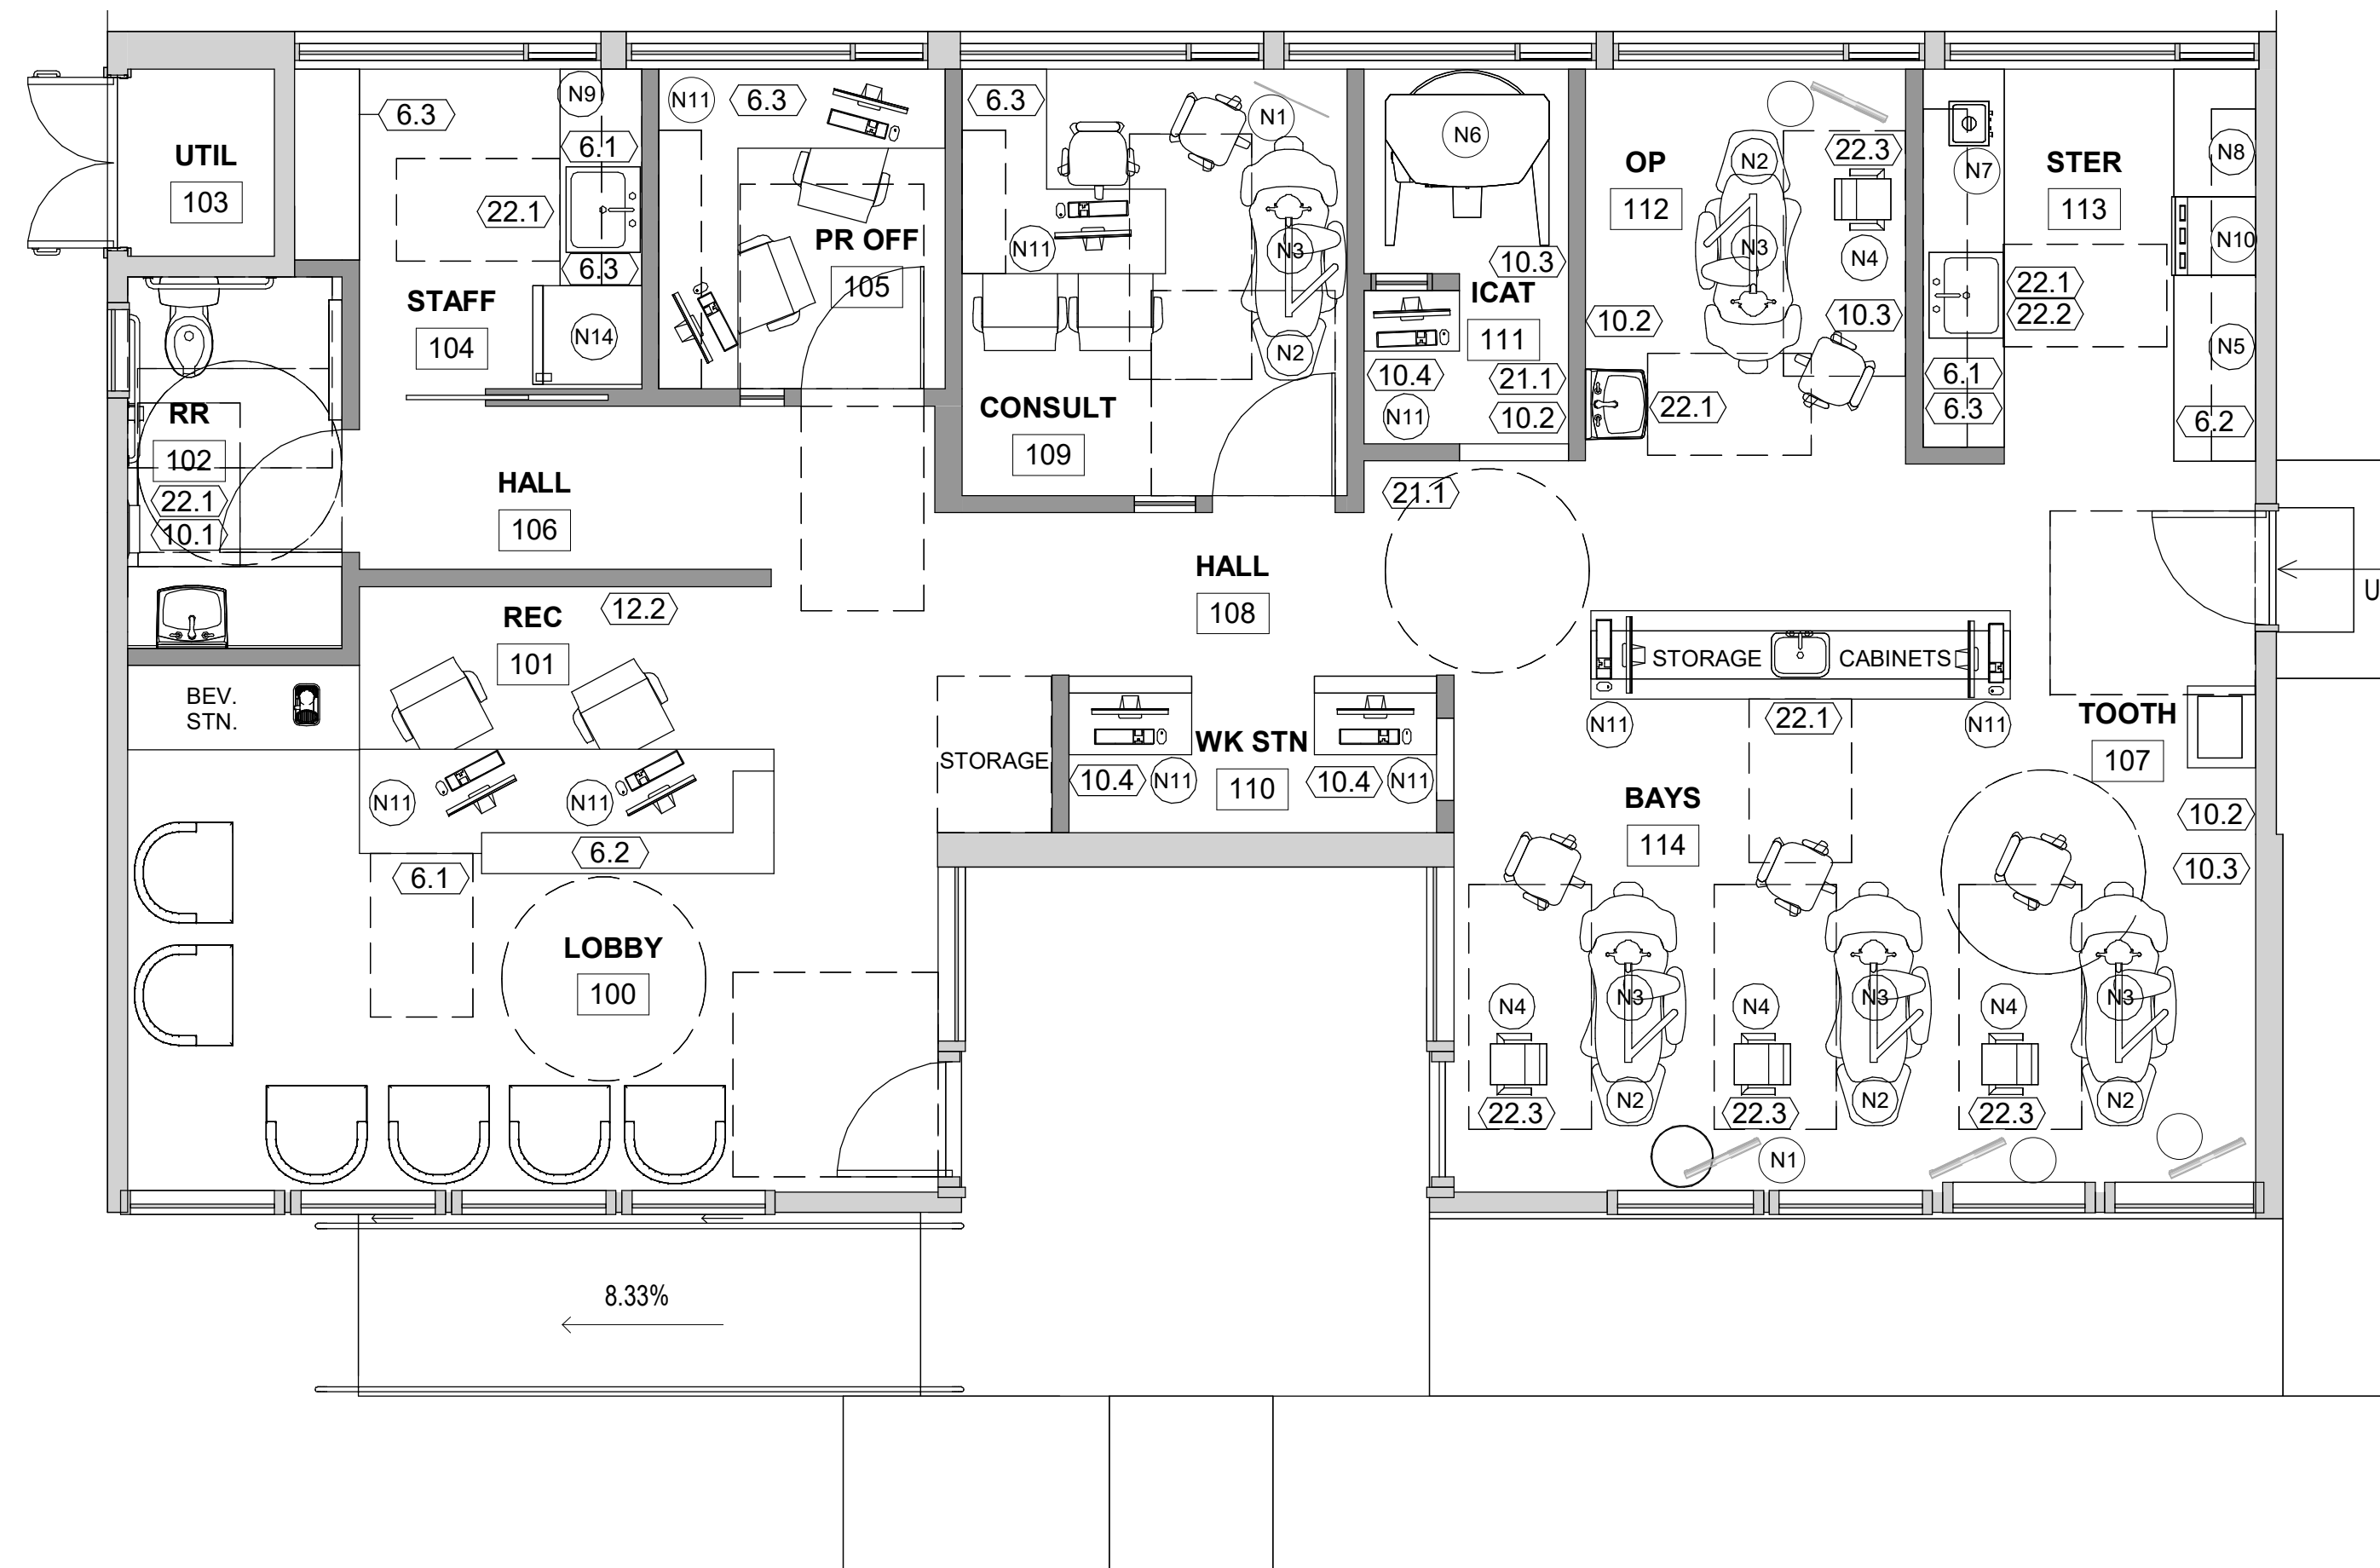 UTIL
103
6.3
N9
6.1
22.1
6.3
STAFF
104
N14
N11
6.3
PR OFF
105
6.3
N1
N11
N3
N2
CONSULT
109
N6
10.3
ICAT
111
10.4
21.1
N11
10.2
OP
112
N2
22.3
N3
N4
10.2
10.3
22.1
N7
STER
113
N8
N10
22.1
22.2
N5
6.1
6.3
6.2
RR
102
22.1
10.1
HALL
106
21.1
HALL
108
U
REC
101
12.2
BEV.
STN.
N11
N11
6.2
6.1
STORAGE
WK STN
110
10.4
N11
10.4
N11
STORAGE
CABINETS
N11
22.1
N11
TOOTH
107
BAYS
114
10.2
10.3
LOBBY
100
N4
N3
N4
N3
N4
N3
22.3
N2
22.3
N2
22.3
N2
N1
8.33%